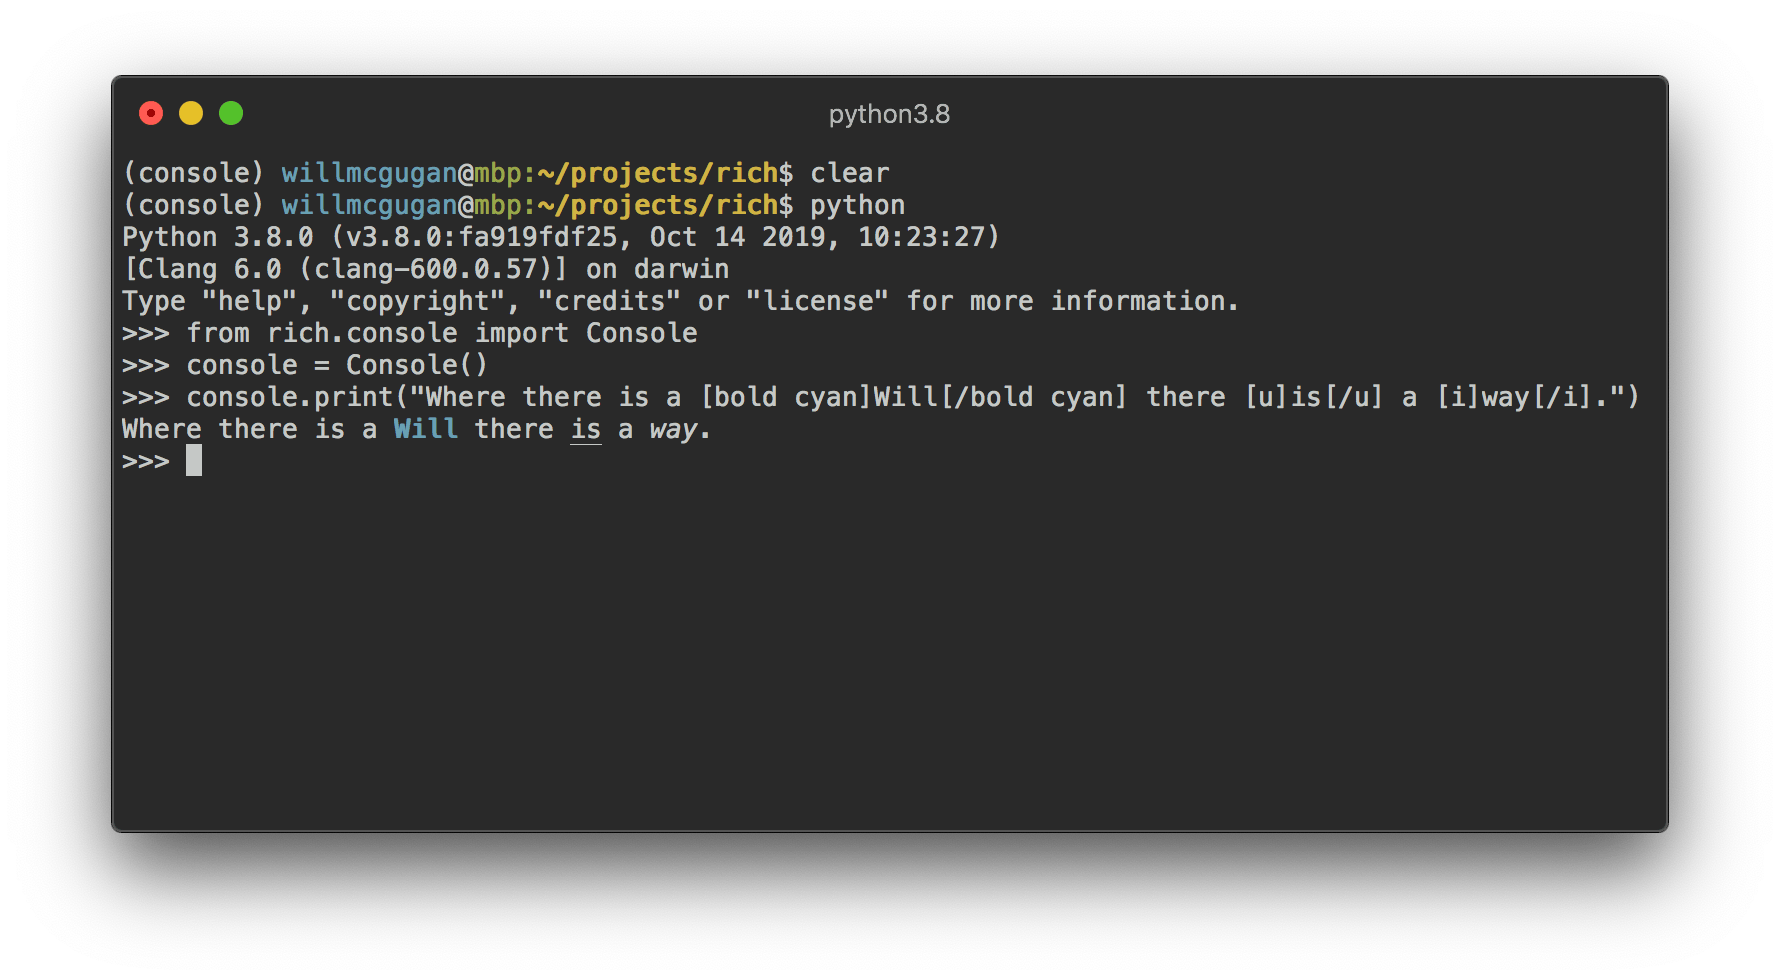 python3.8
(console) willmcgugan@mbp:~/projects/rich$ clear
(console) willmcgugan@mbp:~/projects/rich$ python
Python 3.8.0 (v3.8.0:fa919fdf25, Oct 14 2019, 10:23:27)
[Clang 6.0 (clang-600.0.57)] on darwin
Type "help", "copyright", "credits" or "license" for more information.
>>> from rich.console import Console
>>> console = Console()
>>> console.print("Where there is a [bold cyan]Will[/bold cyan] there [u]is[/u] a [i]way[/i].")
Where there is a Will there is a way.
>>>